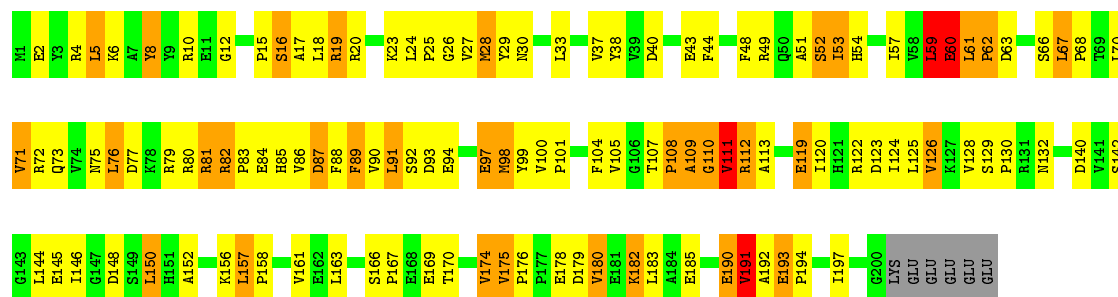 M1 E2 Y3 R4 L5 K6 A7 Y8 Y9 R10 E11 G12 P15 S16 A17 L18 R19 R20 K23 L24 P25 G26 V27 M28 Y29 N30 L33 V37 Y38 V39 D40 E43 F44 F48 R49 Q50 A51 S52 I53 H54 I57 V58 L59 E60 L61 P62 D63 S66 L67 P68 T69 L70
V71 R72 Q73 V74 N75 L76 D77 K78 R79 R80 R81 R82 P83 E84 H85 V86 D87 F88 F89 V90 L91 S92 D93 E94 E97 M98 Y99 V100 P101 F104 V105 G106 T107 P108 A109 G110 V111 R112 A113 E119 I120 H121 R122 D123 I124 L125 V126 K127 V128 S129 P130 R131 N132 D140 V141 S142
G143 L144 E145 I146 G147 D148 S149 L150 H151 A152 K156 L157 P158 V161 E162 L163 S166 P167 E168 E169 T170 V174 V175 P176 P177 E178 D179 V180 E181 K182 L183 A184 E185 E190 V191 A192 E193 P194 I197 G200 LYS GLU GLU GLU GLU GLU